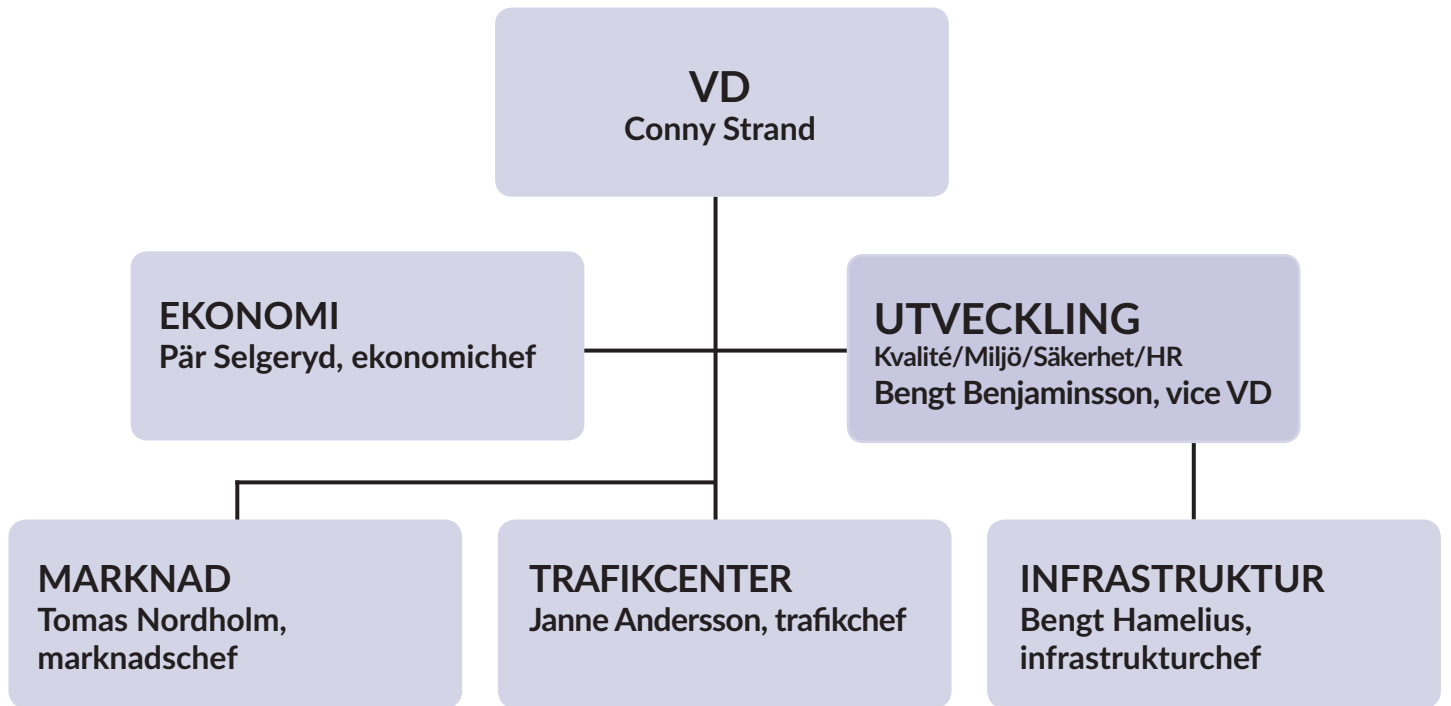 VD
Conny Strand
EKONOMI
Pär Selgeryd, ekonomichef
UTVECKLING
Kvalité/Miljö/Säkerhet/HR
Bengt Benjaminsson, vice VD
MARKNAD
Tomas Nordholm,
marknadschef
TRAFIKCENTER
Janne Andersson, trafikchef
INFRASTRUKTUR
Bengt Hamelius,
infrastrukturchef